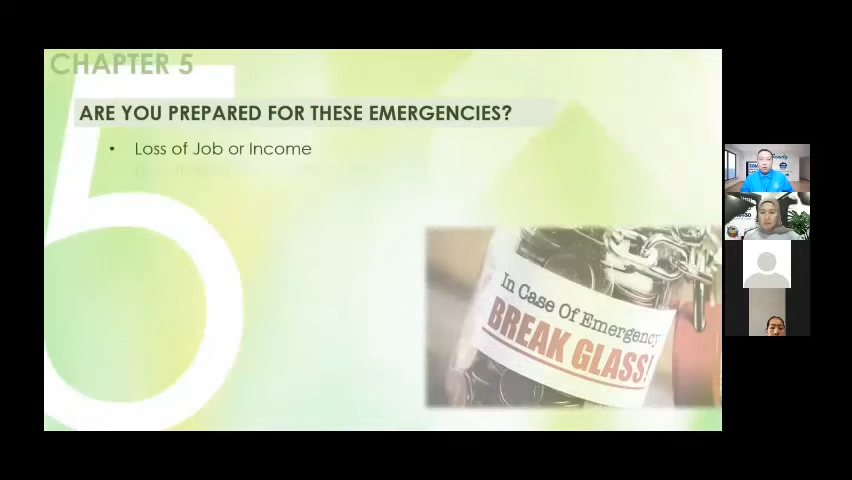 CHAPTER 5
5
ARE YOU PREPARED FOR THESE EMERGENCIES?
• Loss of Job or Income
In Case Of Emergency
BREAK GLASS!